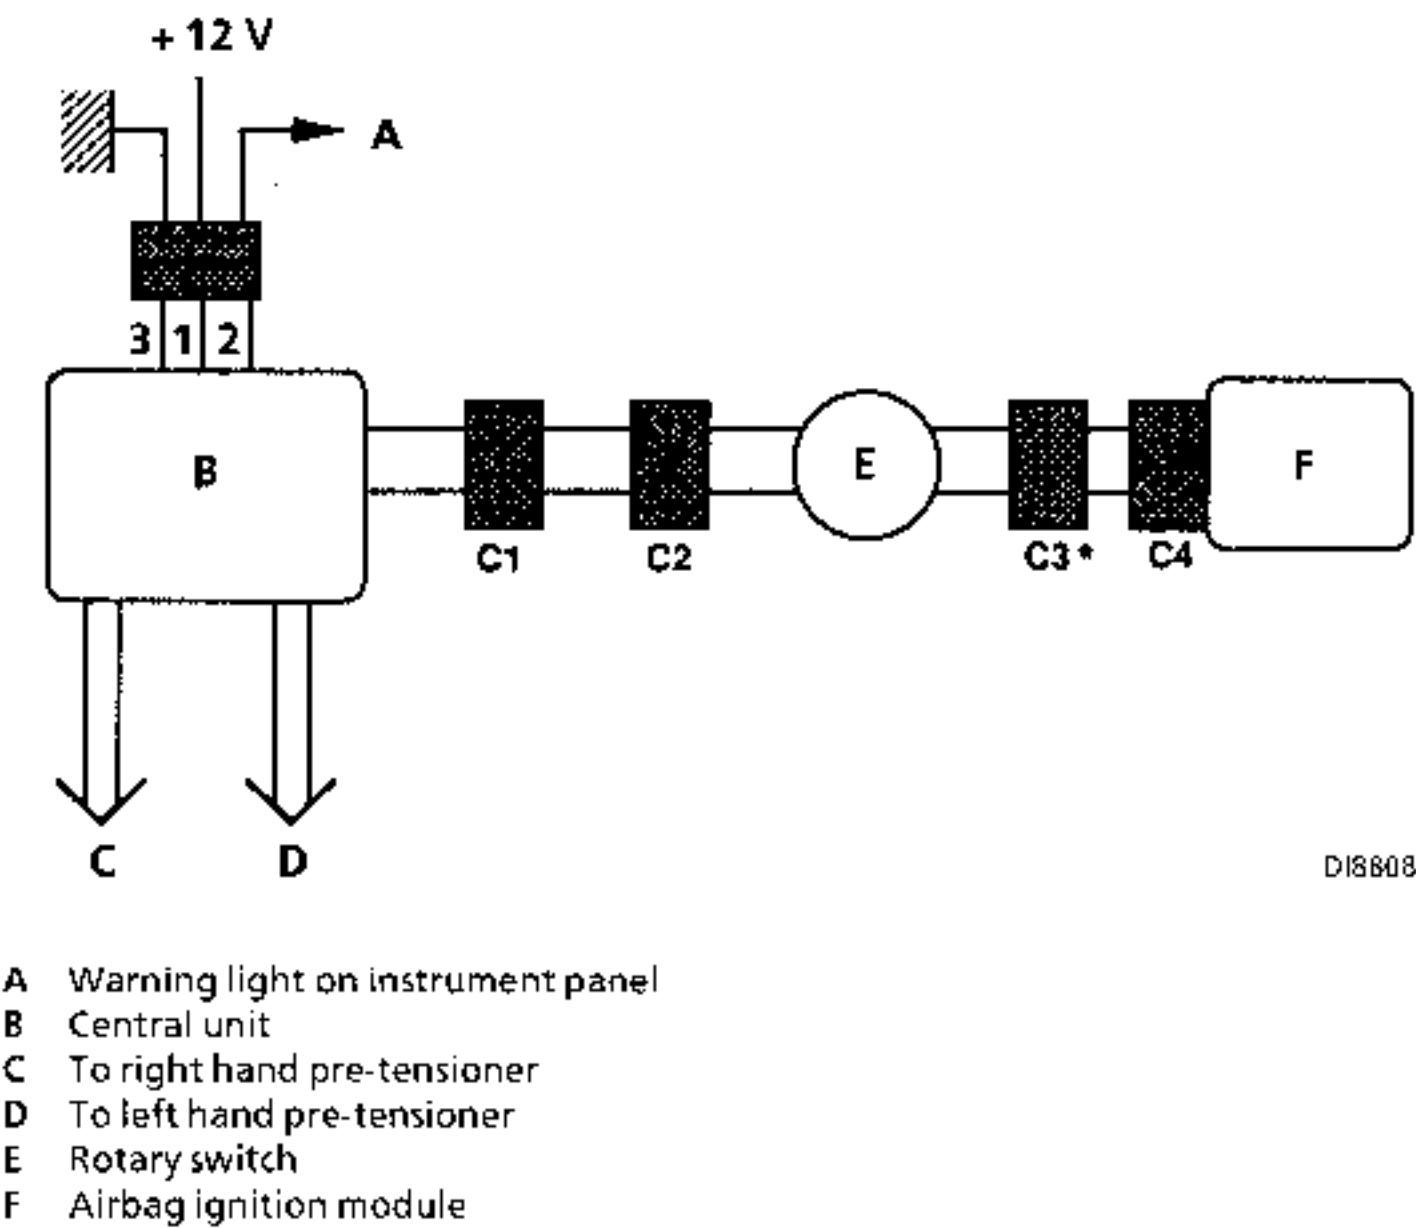 + 12 V
A
3 1 2
B
E
F
C1
C2
C3*
C4
C
D
DI8608
A Warning light on instrument panel
B Central unit
C To right hand pre-tensioner
D To left hand pre-tensioner
E Rotary switch
F Airbag ignition module